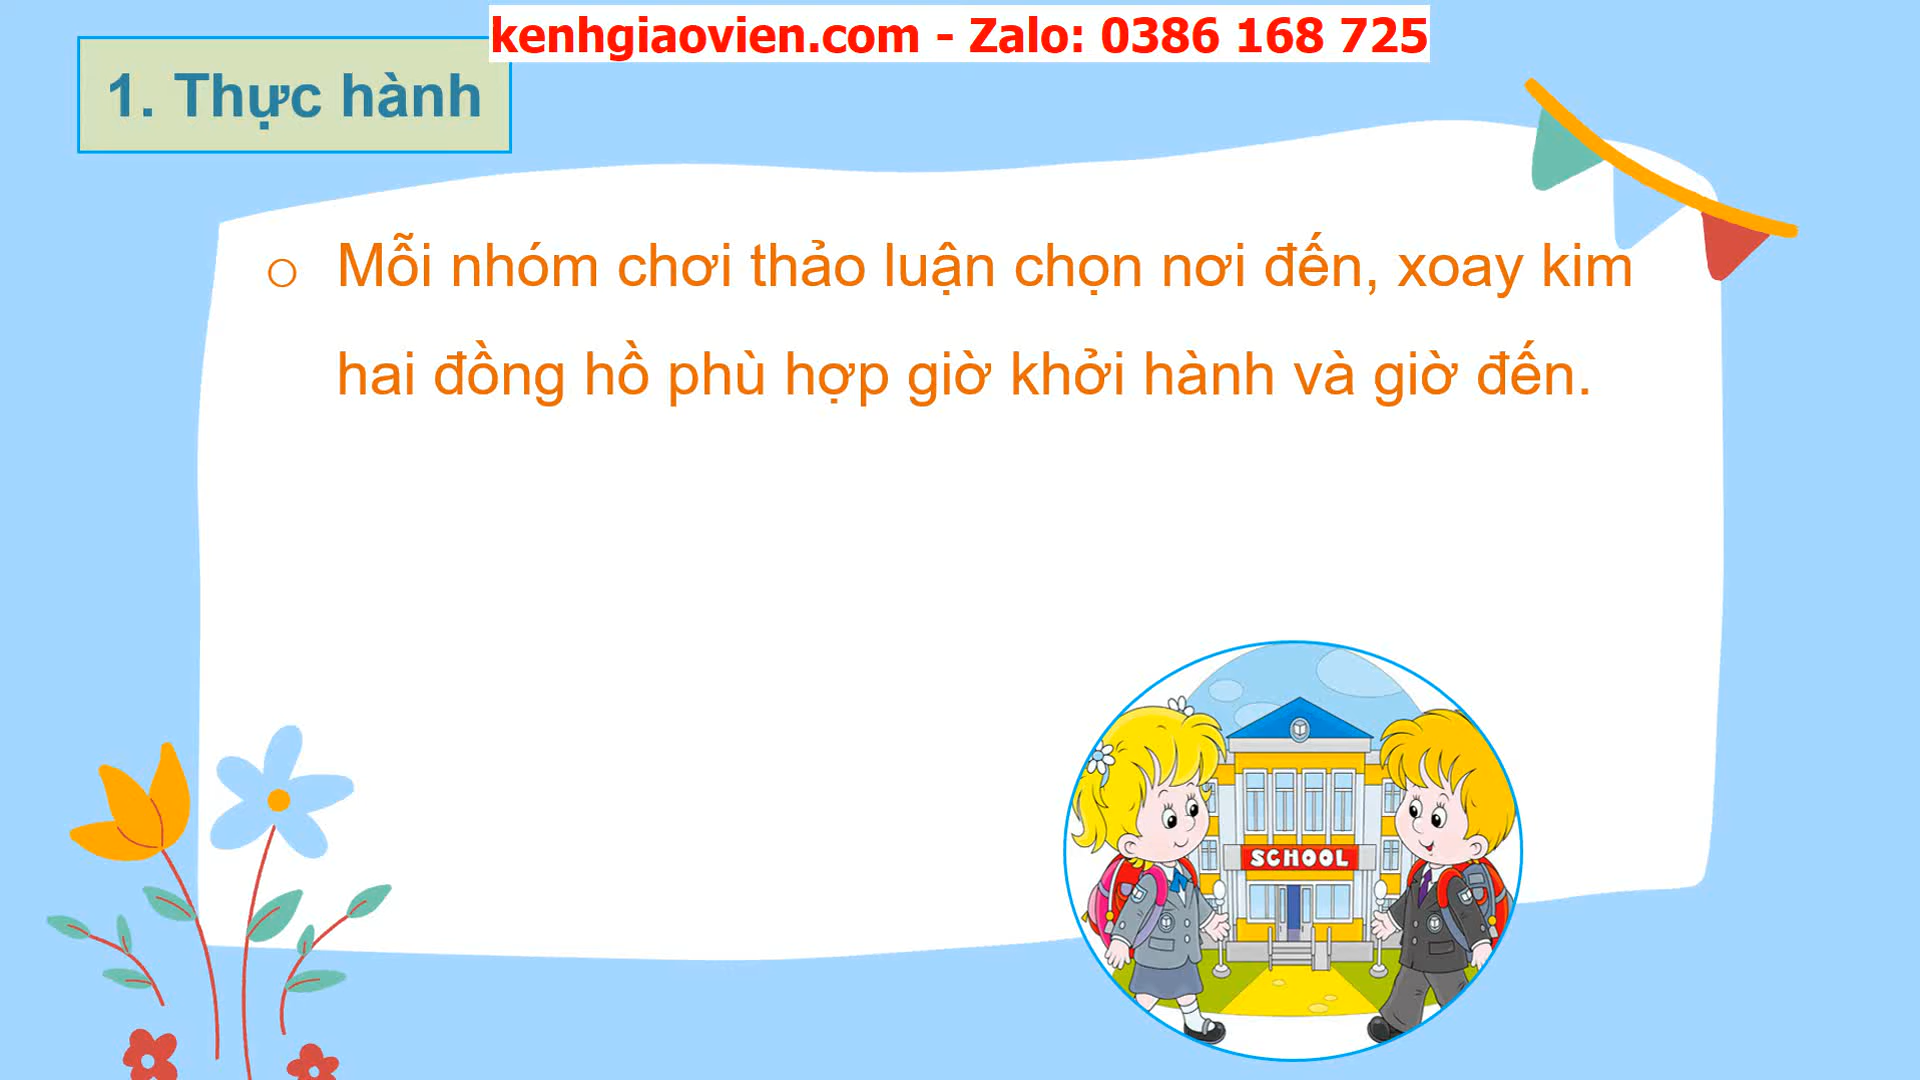 kenhgiaovien.com - Zalo: 0386 168 725
1. Thực hành
o Mỗi nhóm chơi thảo luận chọn nơi đến, xoay kim
hai đồng hồ phù hợp giờ khởi hành và giờ đến.
SCHOOL